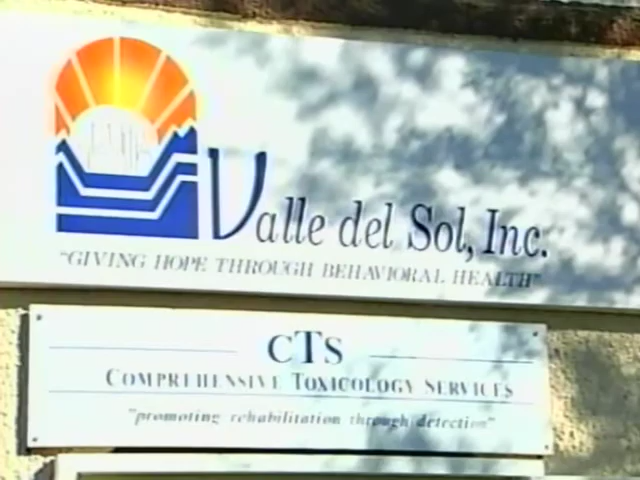 Valle del Sol, Inc.
"GIVING HOPE THROUGH BEHAVIORAL HEALTH"
CTS
COMPREHENSIVE TOXICOLOGY SERVICES
"promoting rehabilitation through detection"